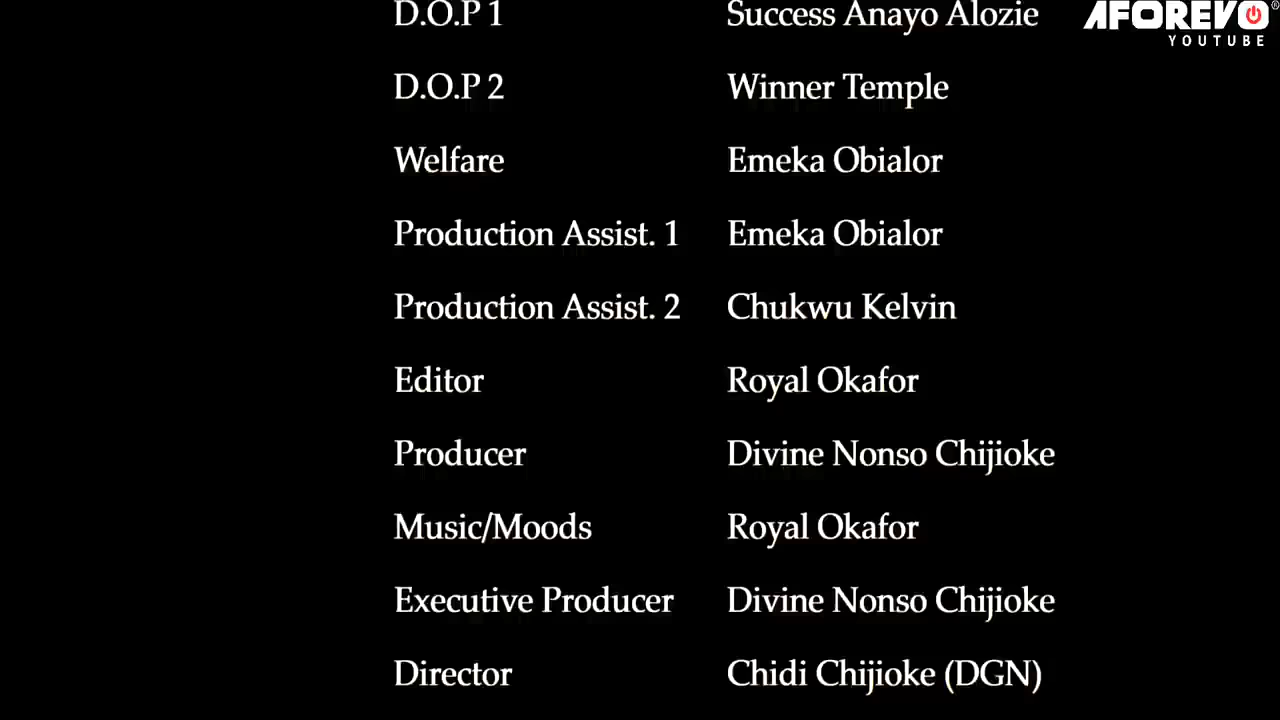 D.O.P 1 Success Anayo Alozie
AFOREVO®
YOUTUBE
D.O.P 2 Winner Temple
Welfare Emeka Obialor
Production Assist. 1 Emeka Obialor
Production Assist. 2 Chukwu Kelvin
Editor Royal Okafor
Producer Divine Nonso Chijioke
Music/Moods Royal Okafor
Executive Producer Divine Nonso Chijioke
Director Chidi Chijioke (DGN)